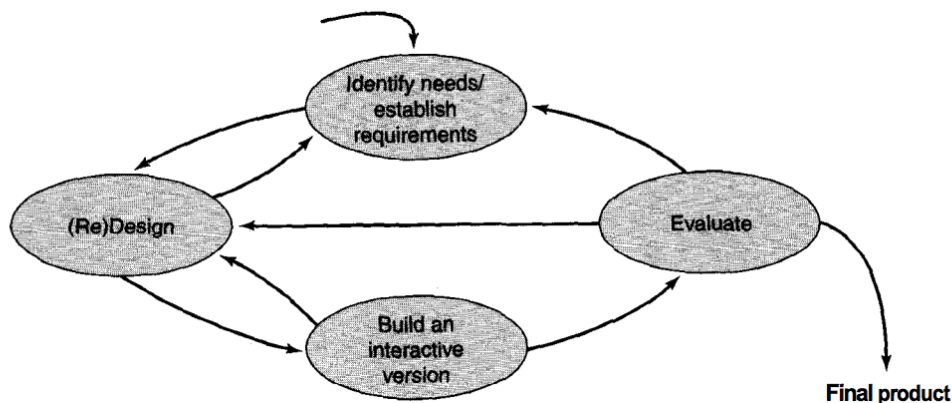 Identify needs/
establish
requirements
(Re)Design
Evaluate
Build an
interactive
version
Final product